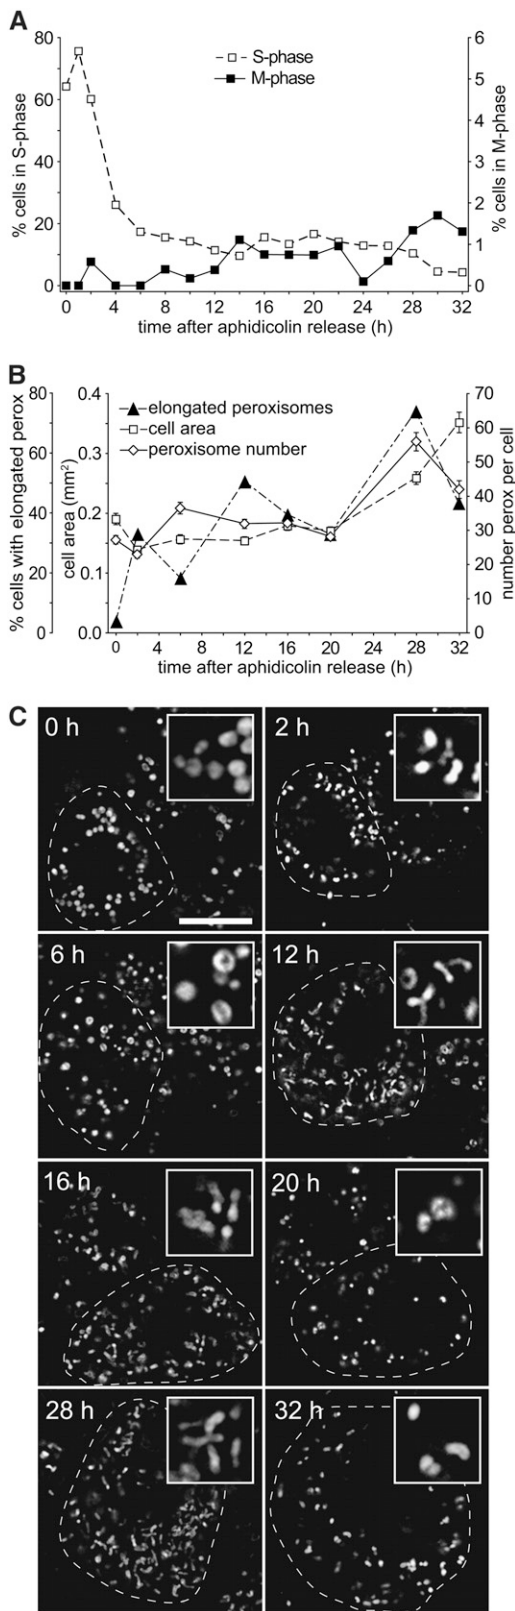 A
80
60
40
20
0
% cells in S-phase
S-phase
M-phase
6
5
4
3
2
1
0
% cells in M-phase
0 4 8 12 16 20 24 28 32
time after aphidicolin release (h)
B
80
60
40
20
0
% cells with elongated perox
0.4
0.3
0.2
0.1
0.0
cell area (mm²)
elongated peroxisomes
cell area
peroxisome number
70
60
50
40
30
20
10
0
number perox per cell
0 4 8 12 16 20 24 28 32
time after aphidicolin release (h)
C
0 h
2 h
6 h
12 h
16 h
20 h
28 h
32 h